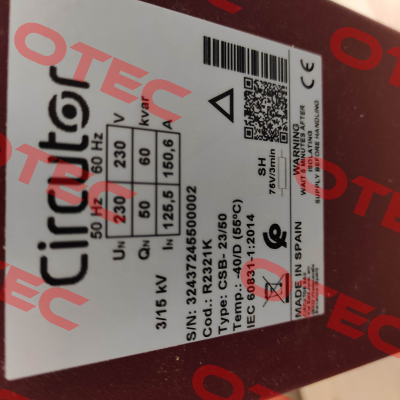 Circutor
50 Hz 60 Hz
UN 230 230 V
QN 50 60 kvar
IN 125,5 150,6 A
3/15 kV
S/N: 32437245500002
Cod.: R2321K
Type: CSB- 23/50
Temp.: -40/D (55ºC)
IEC 60831-1:2014
SH
75V/3min
CE
WARNING
WAIT 5 MINUTES AFTER
ISOLATING
SUPPLY BEFORE HANDLING
MADE IN SPAIN
OTEC
OTEC
OTEC
OTEC
OTEC
OTEC